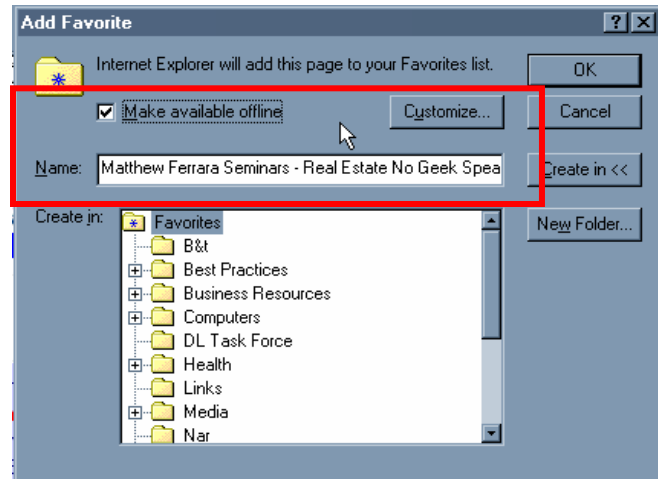 Add Favorite
Internet Explorer will add this page to your Favorites list.
OK
Make available offline
Customize...
Cancel
Name: Matthew Ferrara Seminars - Real Estate No Geek Spea
Create in <<
Create in:
Favorites
New Folder...
B&t
Best Practices
Business Resources
Computers
DL Task Force
Health
Links
Media
Nar